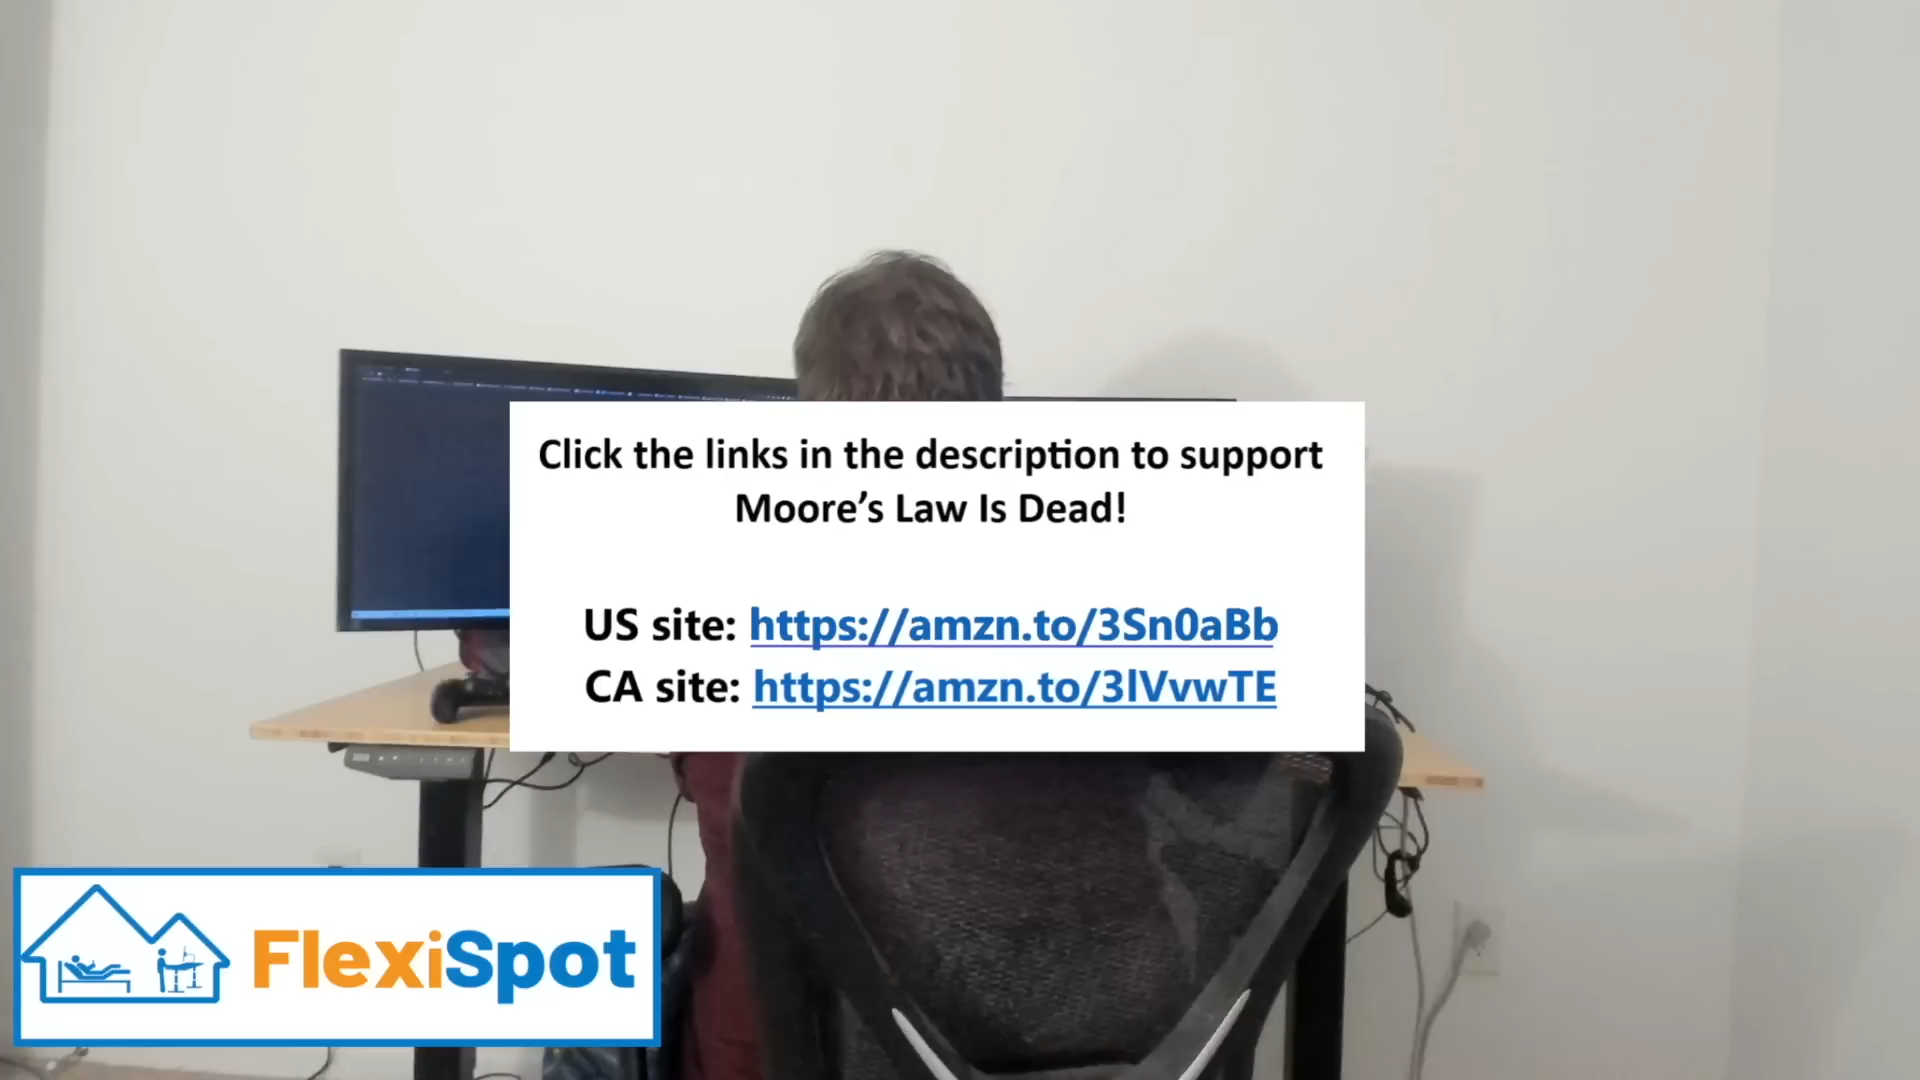 Click the links in the description to support
Moore's Law Is Dead!
US site: https://amzn.to/3Sn0aBb
CA site: https://amzn.to/3lVvwTE
FlexiSpot